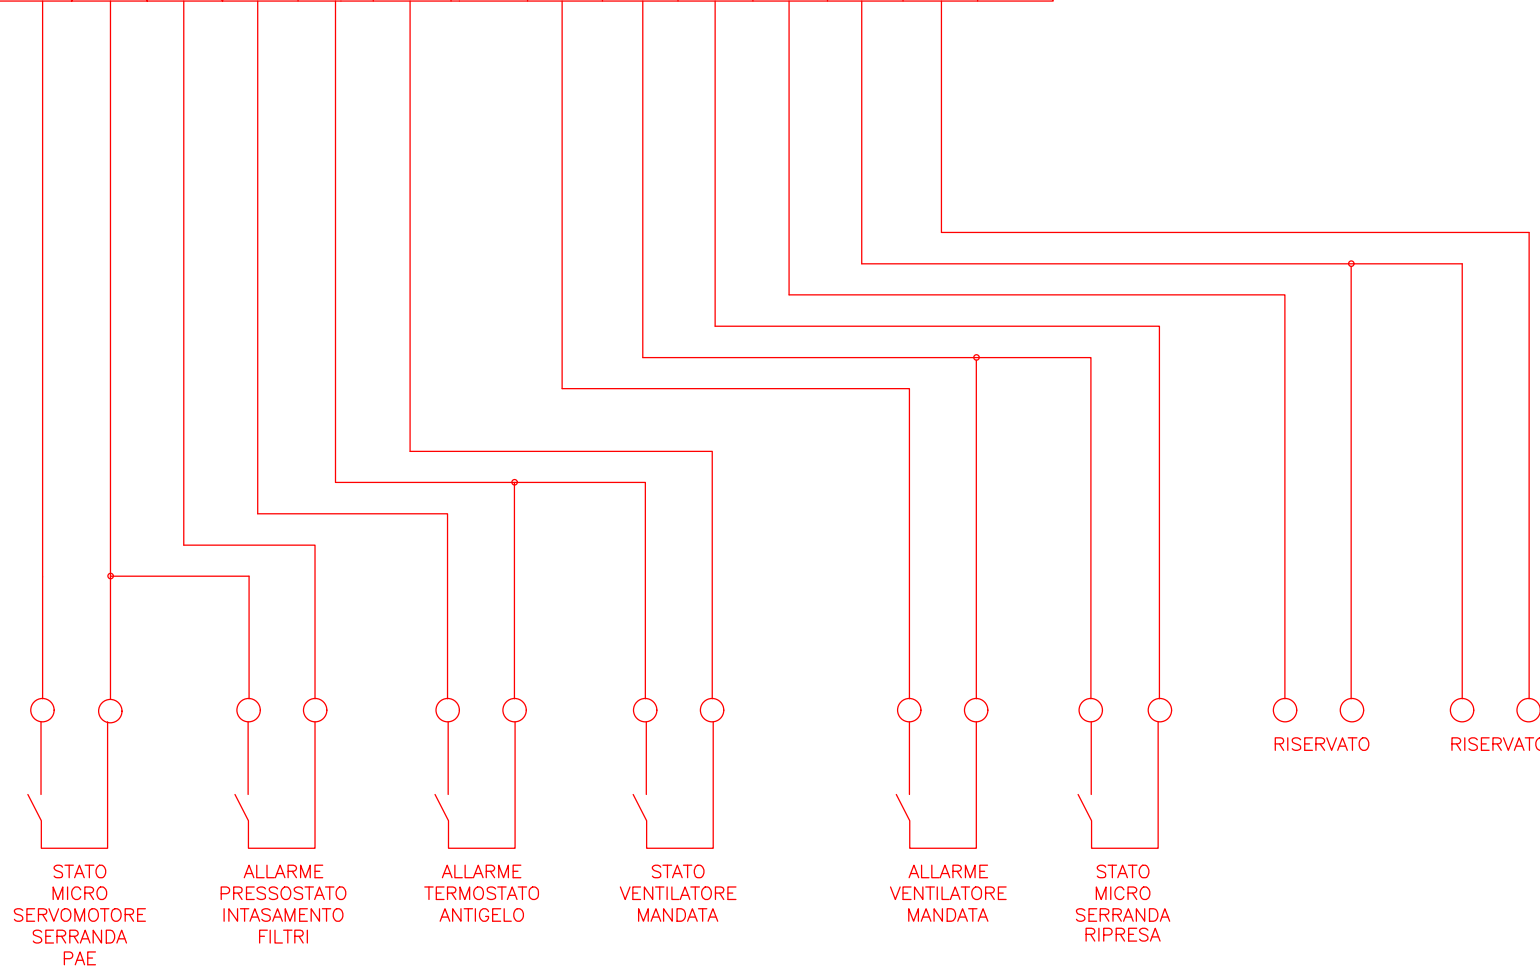 RISERVATO
RISERVATO
STATO
MICRO
SERVOMOTORE
SERRANDA
PAE
ALLARME
PRESSOSTATO
INTASAMENTO
FILTRI
ALLARME
TERMOSTATO
ANTIGELO
STATO
VENTILATORE
MANDATA
ALLARME
VENTILATORE
MANDATA
STATO
MICRO
SERRANDA
RIPRESA